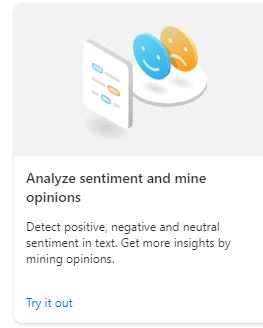 Analyze sentiment and mine
opinions
Detect positive, negative and neutral
sentiment in text. Get more insights by
mining opinions.
Try it out